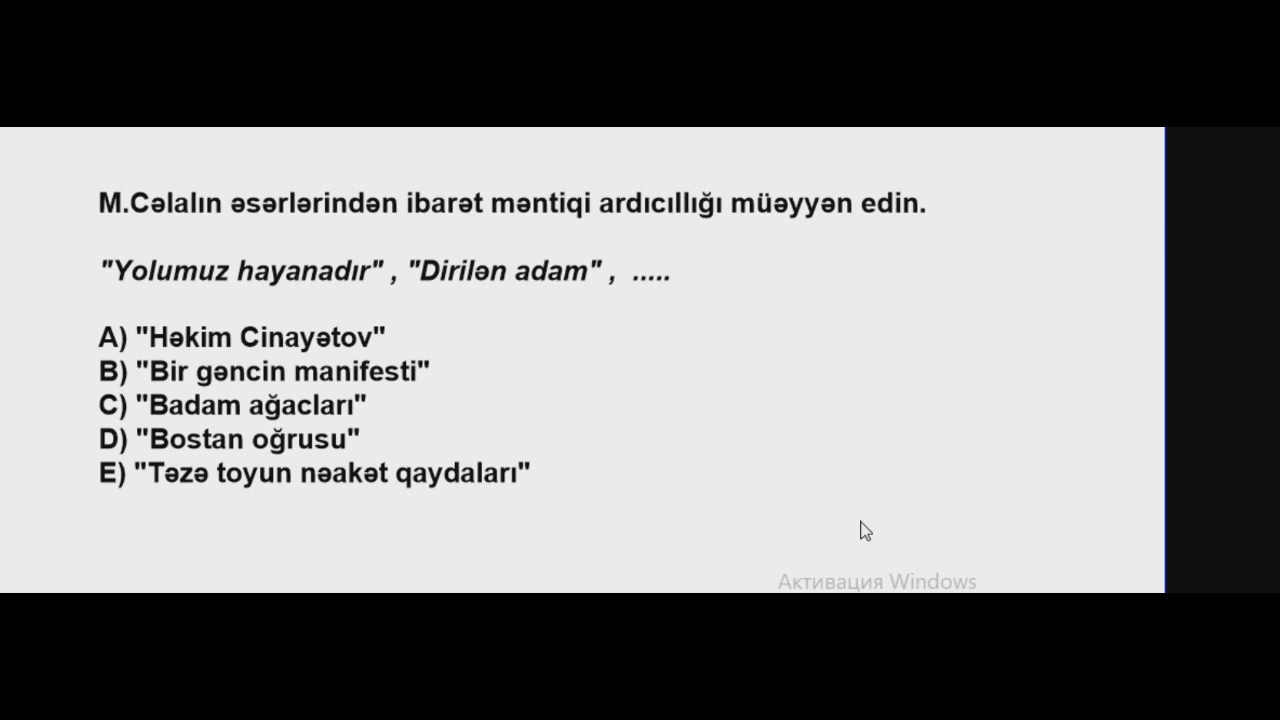 M.Cəlalın əsərlərindən ibarət məntiqi ardıcıllığı müəyyən edin.
"Yolumuz hayanadır" , "Dirilən adam" , .....
A) "Həkim Cinayətov"
B) "Bir gəncin manifesti"
C) "Badam ağacları"
D) "Bostan oğrusu"
E) "Təzə toyun nəakət qaydaları"
Активация Windows